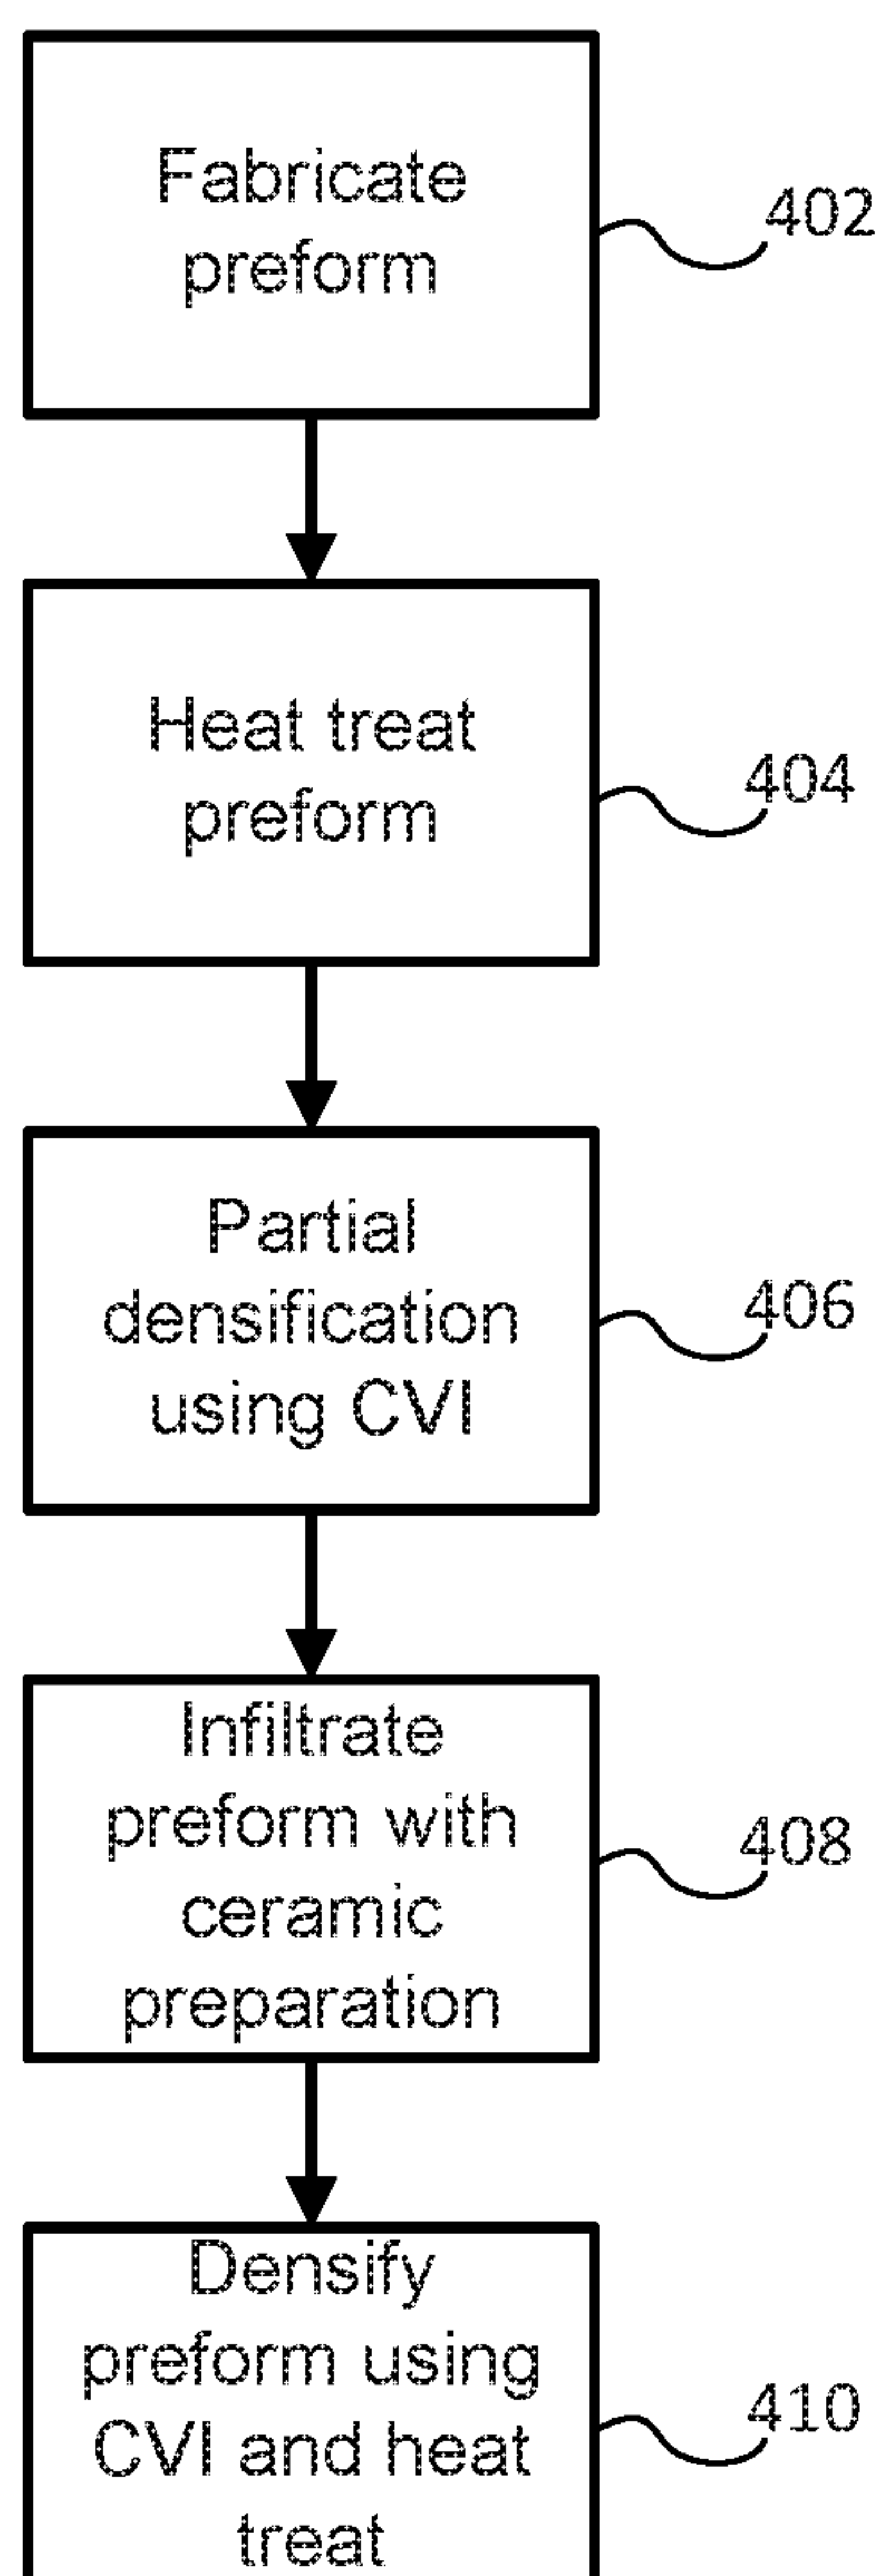 Fabricate
preform
402
Heat treat
preform
404
Partial
densification
using CVI
406
Infiltrate
preform with
ceramic
preparation
408
Densify
preform using
CVI and heat
treat
410